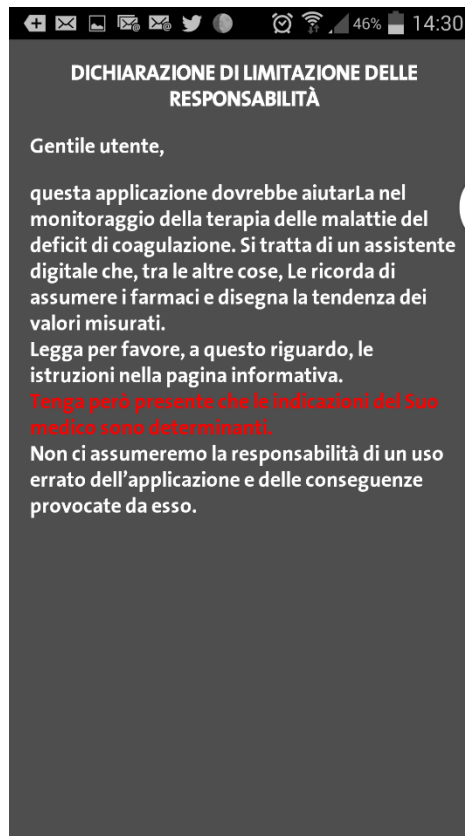 46% 14:30
DICHIARAZIONE DI LIMITAZIONE DELLE
RESPONSABILITÀ
Gentile utente,
questa applicazione dovrebbe aiutarLa nel
monitoraggio della terapia delle malattie del
deficit di coagulazione. Si tratta di un assistente
digitale che, tra le altre cose, Le ricorda di
assumere i farmaci e disegna la tendenza dei
valori misurati.
Legga per favore, a questo riguardo, le
istruzioni nella pagina informativa.
Tenga però presente che le indicazioni del Suo
medico sono determinanti.
Non ci assumeremo la responsabilità di un uso
errato dell’applicazione e delle conseguenze
provocate da esso.